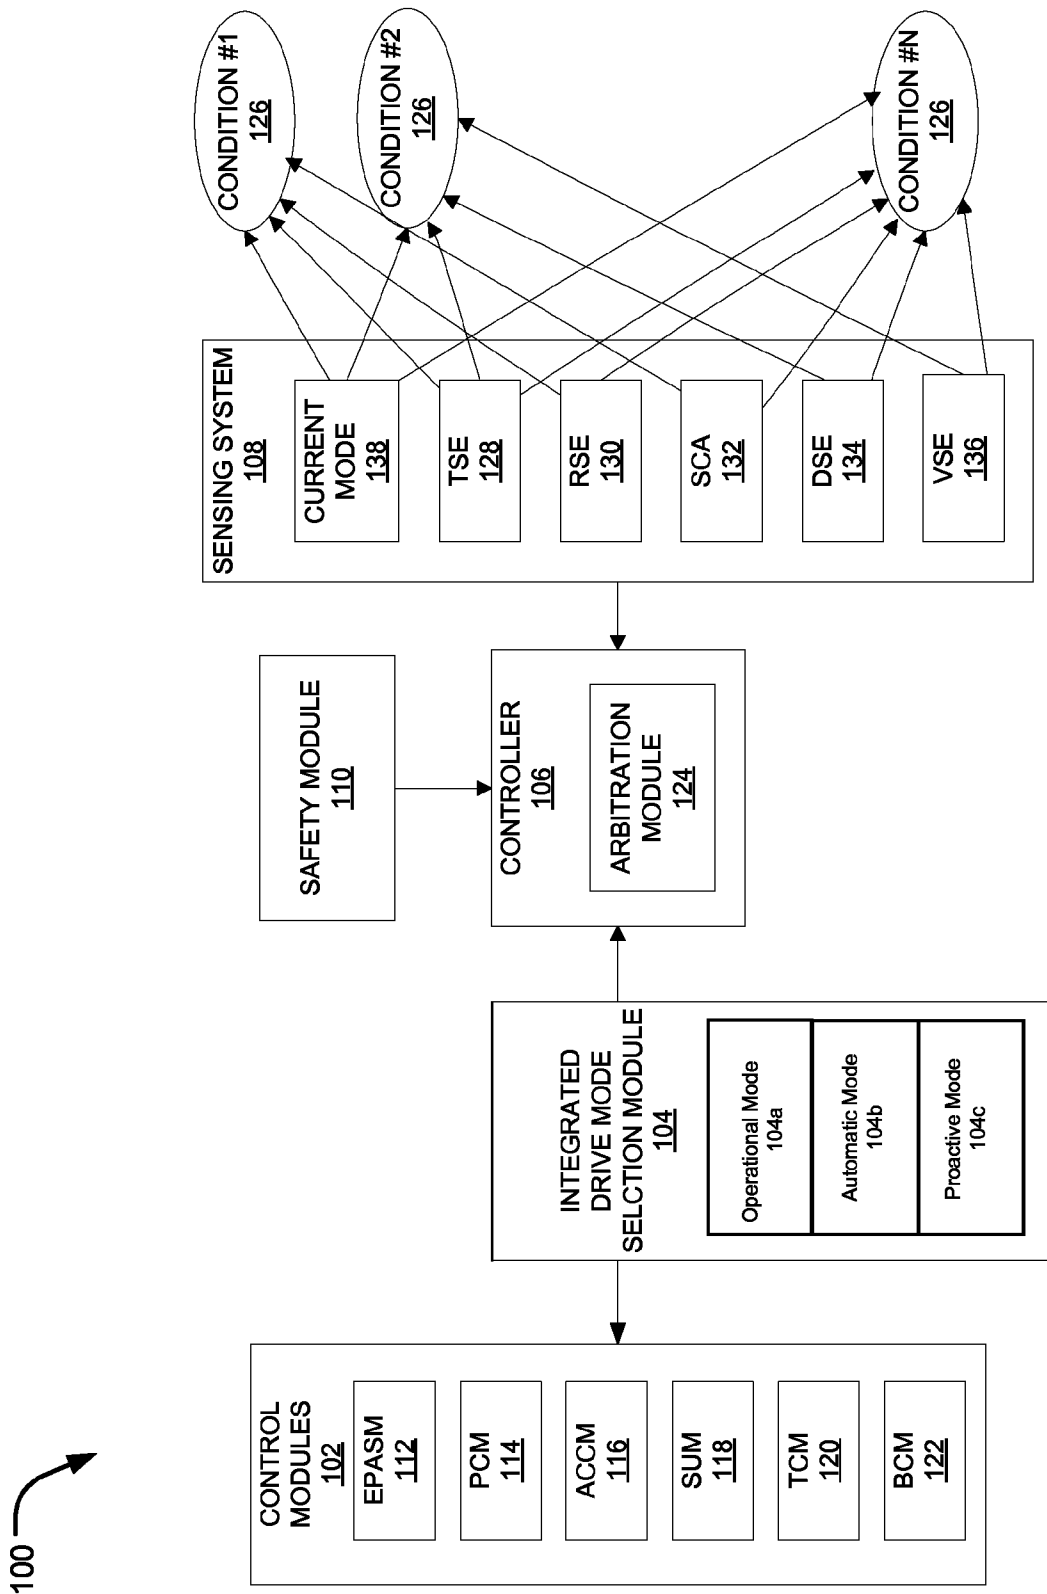 100
CONTROL
MODULES
102
EPASM
112
PCM
114
ACCM
116
SUM
118
TCM
120
BCM
122
INTEGRATED
DRIVE MODE
SELCTION MODULE
104
Operational Mode
104a
Automatic Mode
104b
Proactive Mode
104c
SAFETY MODULE
110
CONTROLLER
106
ARBITRATION
MODULE
124
SENSING SYSTEM
108
CURRENT
MODE
138
TSE
128
RSE
130
SCA
132
DSE
134
VSE
136
CONDITION #1
126
CONDITION #2
126
CONDITION #N
126